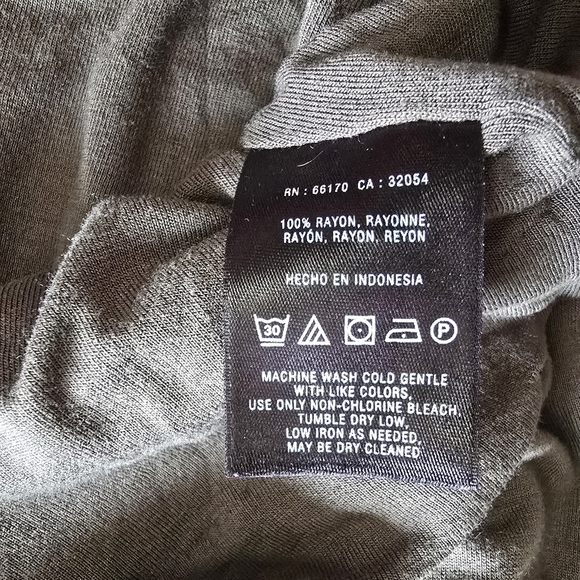 RN : 66170 CA : 32054
100% RAYON, RAYONNE,
RAYÓN, RAYON, REYON
HECHO EN INDONESIA
30 P
MACHINE WASH COLD GENTLE
WITH LIKE COLORS,
USE ONLY NON-CHLORINE BLEACH,
TUMBLE DRY LOW,
LOW IRON AS NEEDED,
MAY BE DRY CLEANED